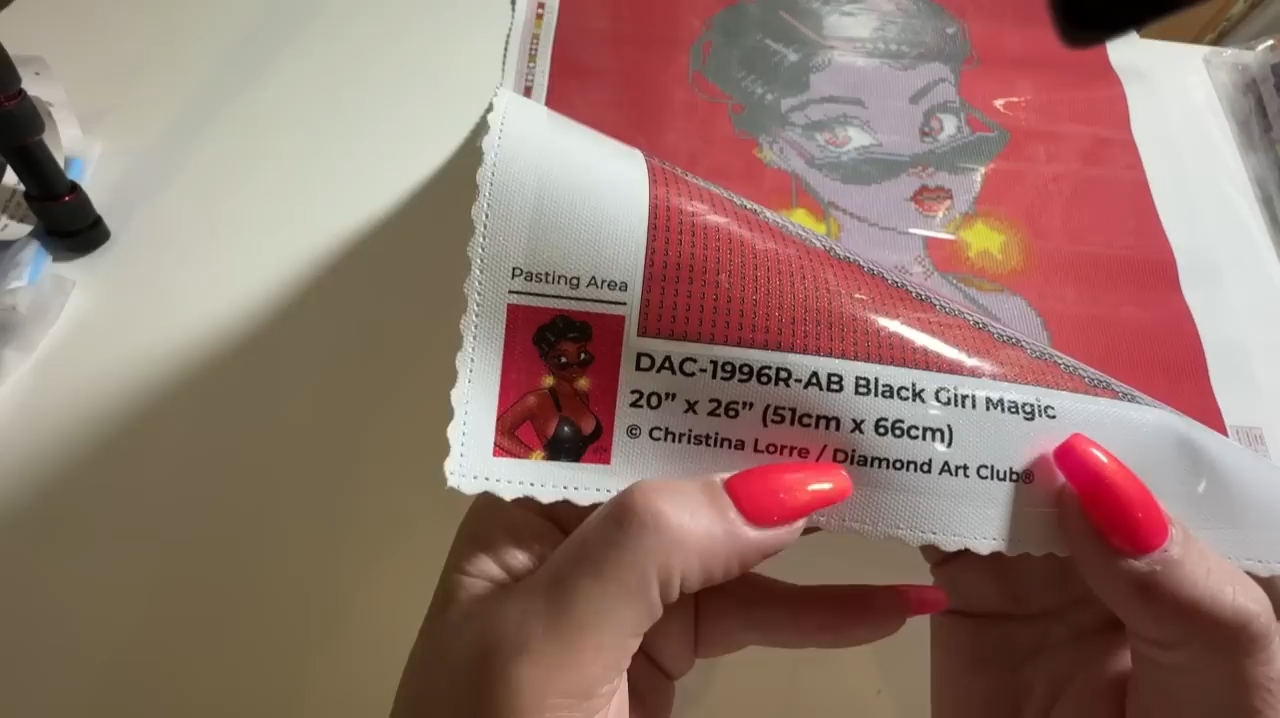 Pasting Area
DAC-1996R-AB Black Girl Magic
20” x 26” (51cm x 66cm)
© Christina Lorre / Diamond Art Club®